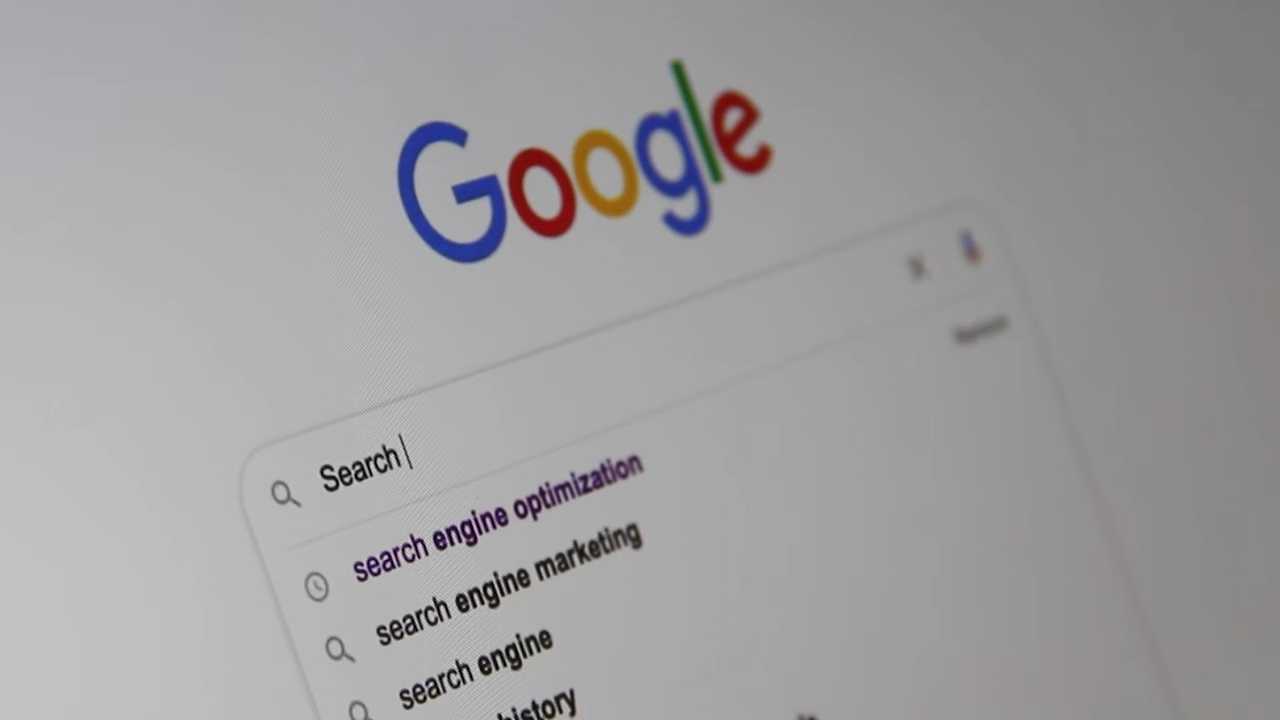 Google
Search
search engine optimization
search engine marketing
search engine
history